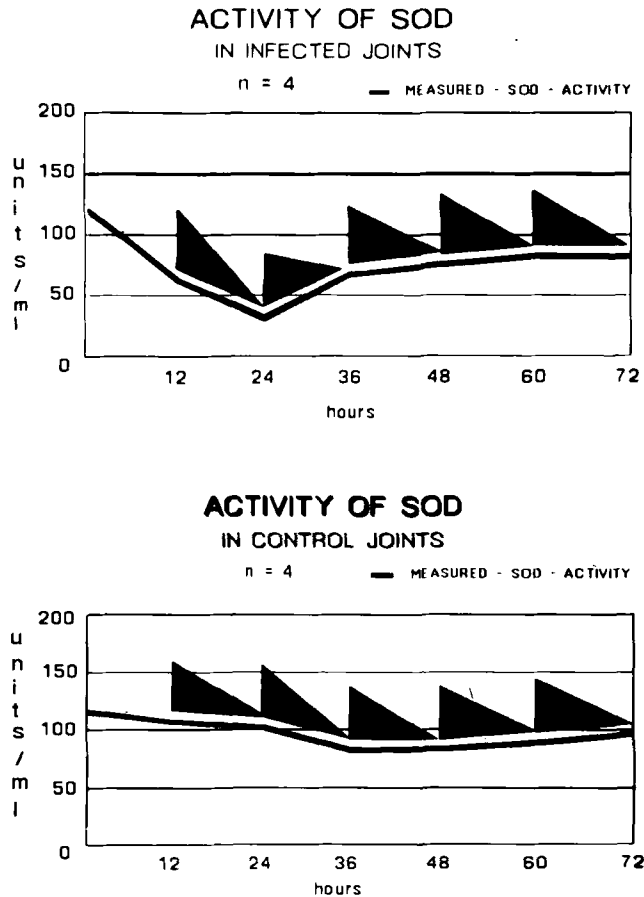 ACTIVITY OF SOD
IN INFECTED JOINTS
n = 4
MEASURED - SOD - ACTIVITY
units/ml
200
150
100
50
0
12 24 36 48 60 72
hours
ACTIVITY OF SOD
IN CONTROL JOINTS
n = 4
MEASURED - SOD - ACTIVITY
units/ml
200
150
100
50
0
12 24 36 48 60 72
hours